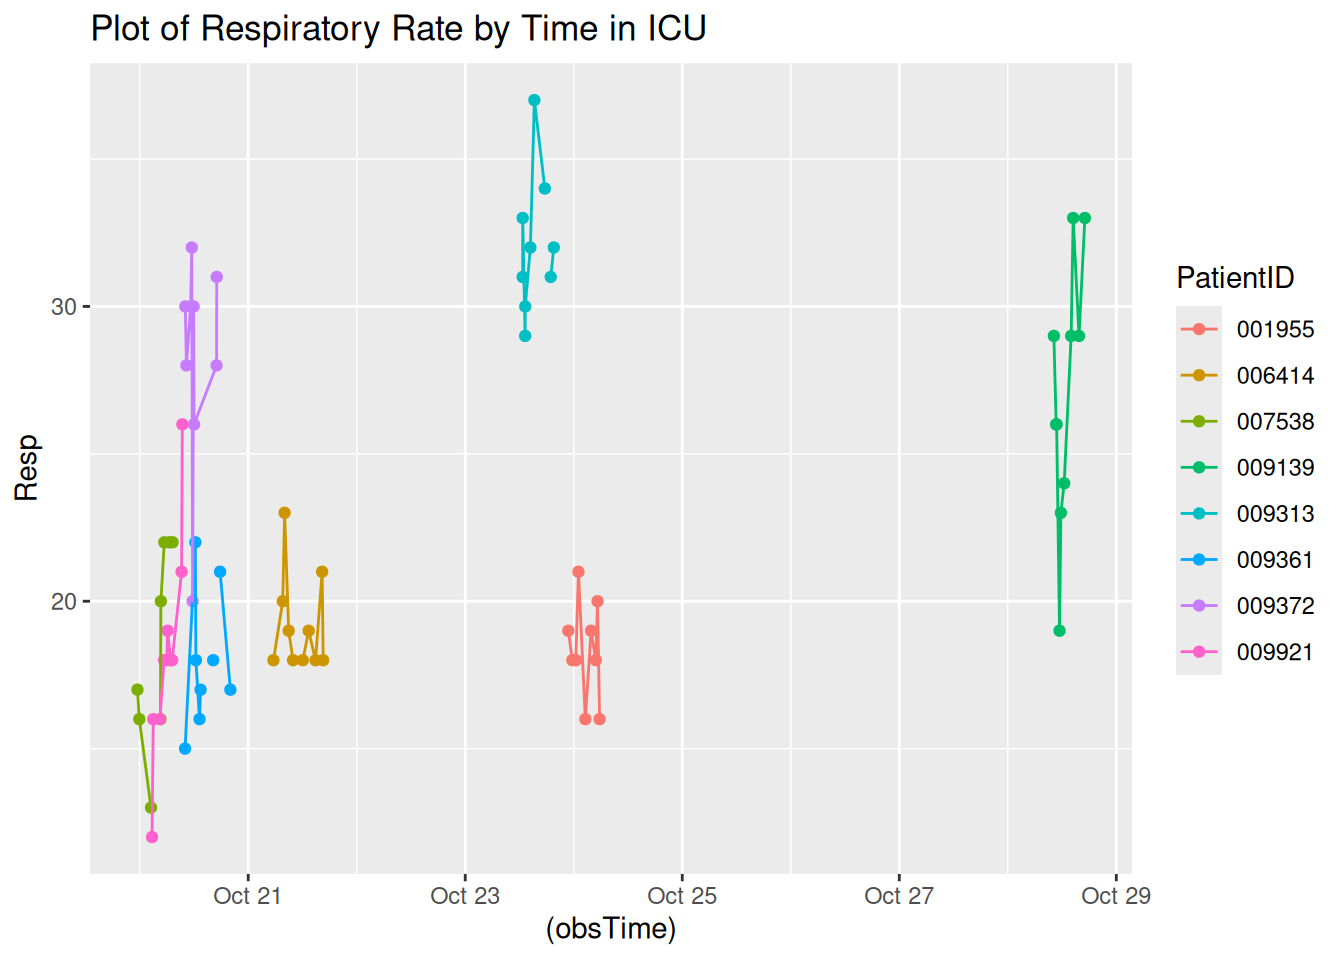 Plot of Respiratory Rate by Time in ICU
Resp
30
20
Oct 21
Oct 23
Oct 25
Oct 27
Oct 29
(obsTime)
PatientID
001955
006414
007538
009139
009313
009361
009372
009921